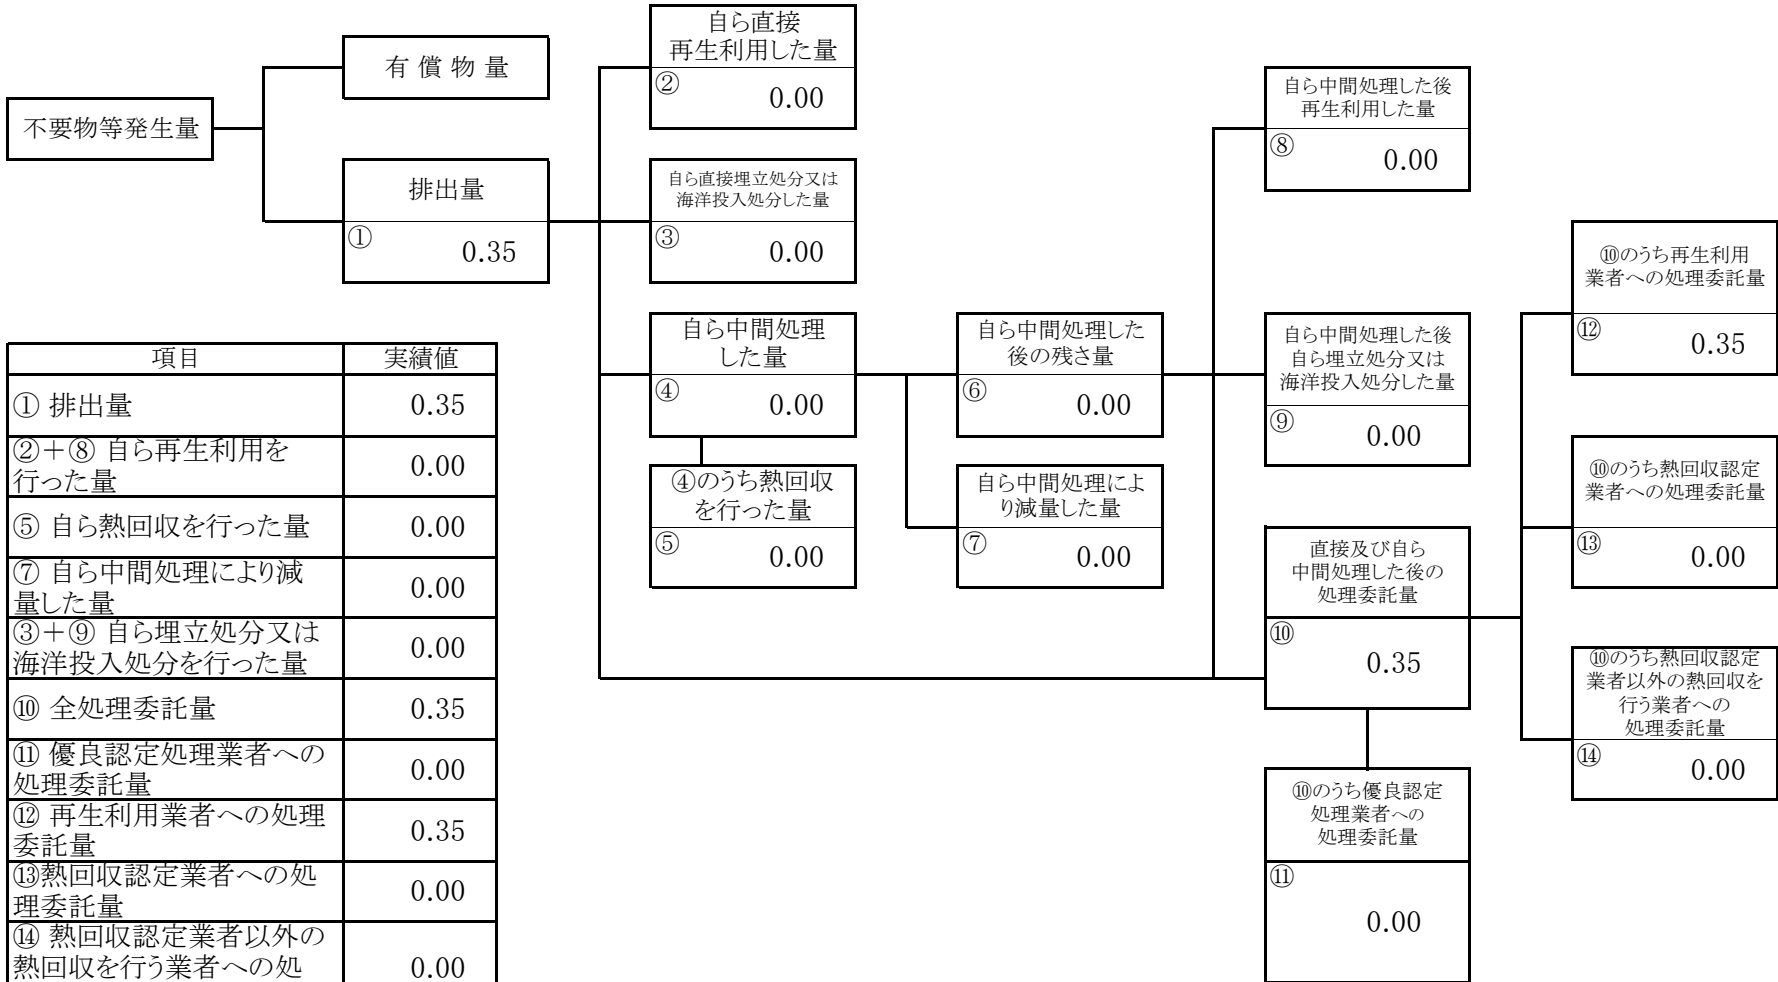 不要物等発生量
有 償 物 量
排出量
①
0.35
自ら直接
再生利用した量
②
0.00
自ら直接埋立処分又は
海洋投入処分した量
③
0.00
自ら中間処理
した量
④
0.00
④のうち熱回収
を行った量
⑤
0.00
自ら中間処理した
後の残さ量
⑥
0.00
自ら中間処理によ
り減量した量
⑦
0.00
自ら中間処理した後
再生利用した量
⑧
0.00
自ら中間処理した後
自ら埋立処分又は
海洋投入処分した量
⑨
0.00
直接及び自ら
中間処理した後の
処理委託量
⑩
0.35
⑩のうち優良認定
処理業者への
処理委託量
⑪
0.00
⑩のうち再生利用
業者への処理委託量
⑫
0.35
⑩のうち熱回収認定
業者への処理委託量
⑬
0.00
⑩のうち熱回収認定
業者以外の熱回収を
行う業者への
処理委託量
⑭
0.00
項目 実績値
① 排出量 0.35
②＋⑧ 自ら再生利用を
行った量 0.00
⑤ 自ら熱回収を行った量 0.00
⑦ 自ら中間処理により減
量した量 0.00
③＋⑨ 自ら埋立処分又は
海洋投入処分を行った量 0.00
⑩ 全処理委託量 0.35
⑪ 優良認定処理業者への
処理委託量 0.00
⑫ 再生利用業者への処理
委託量 0.35
⑬熱回収認定業者への処
理委託量 0.00
⑭ 熱回収認定業者以外の
熱回収を行う業者への処 0.00